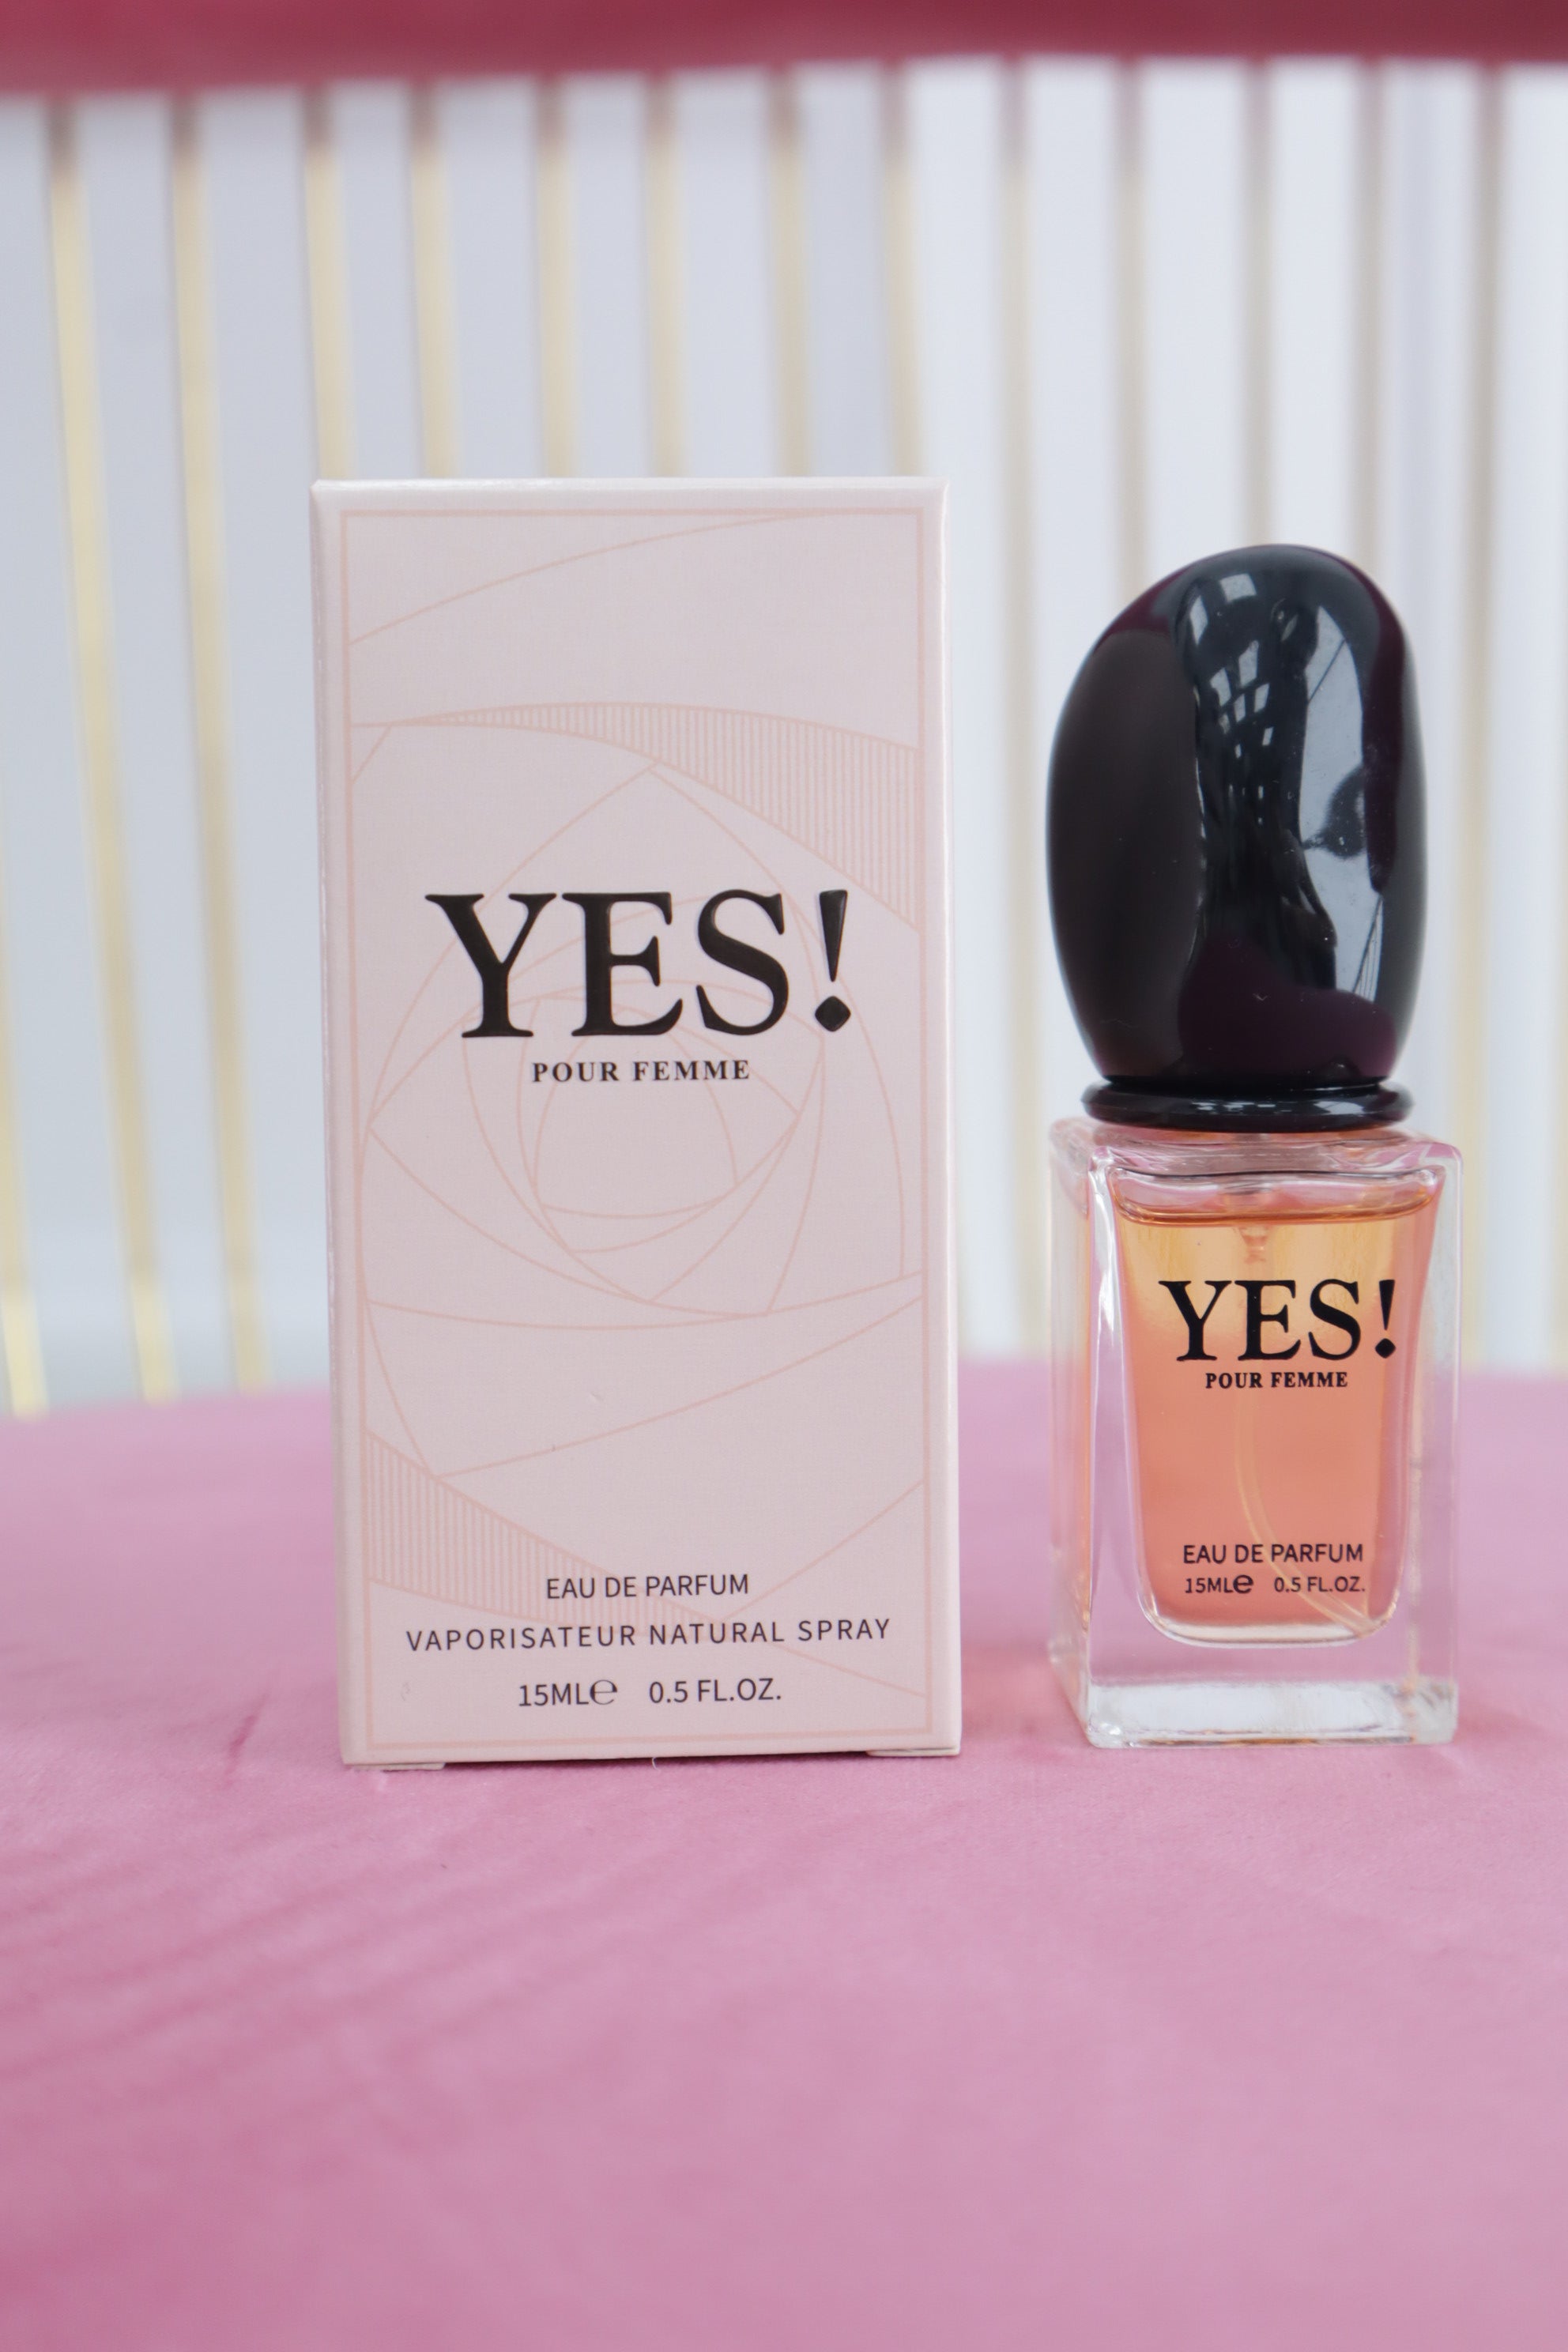 YES!
POUR FEMME
EAU DE PARFUM
VAPORISATEUR NATURAL SPRAY
15ML℮ 0.5 FL.OZ.
YES!
POUR FEMME
EAU DE PARFUM
15ML℮ 0.5 FL.OZ.